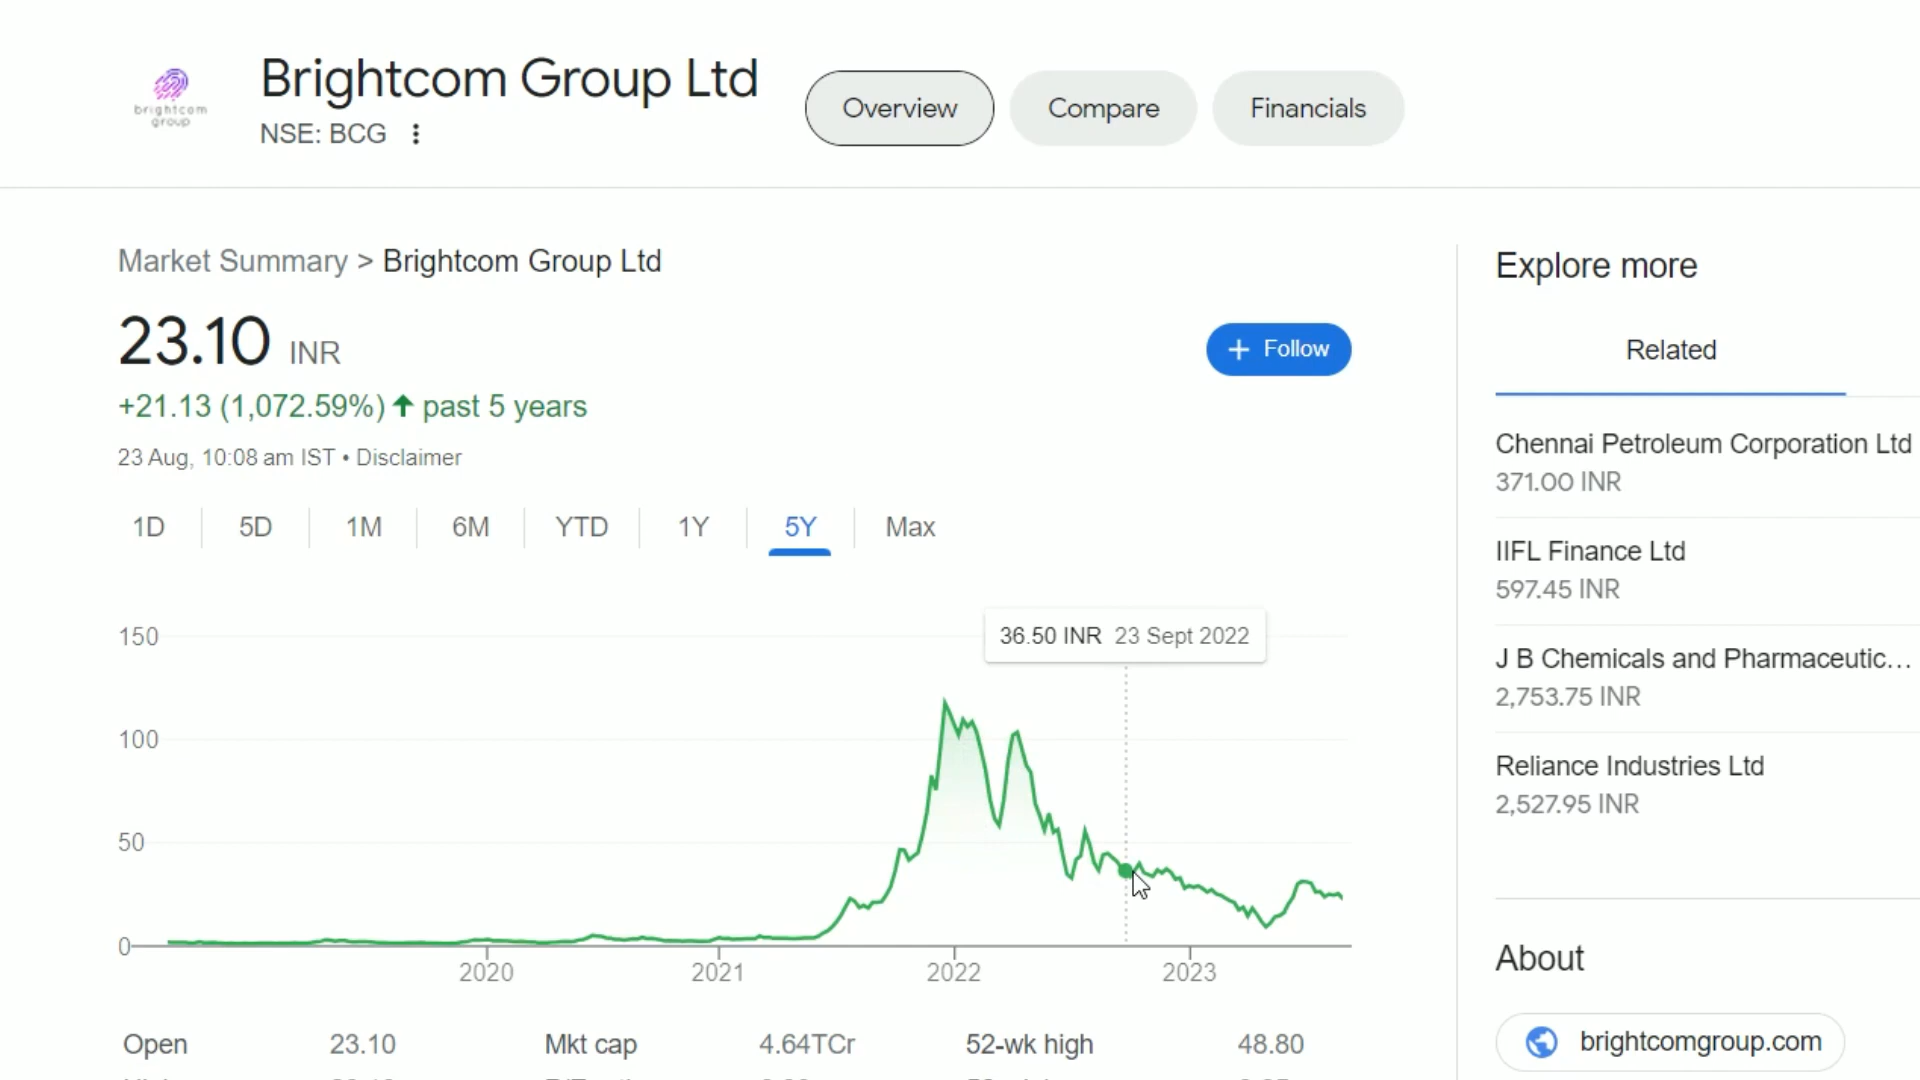 brightcom
group
Brightcom Group Ltd
NSE: BCG
Overview
Compare
Financials
Market Summary > Brightcom Group Ltd
23.10 INR
+ Follow
+21.13 (1,072.59%) ↑ past 5 years
23 Aug, 10:08 am IST • Disclaimer
1D 5D 1M 6M YTD 1Y 5Y Max
36.50 INR 23 Sept 2022
150
100
50
0
2020 2021 2022 2023
Open 23.10 Mkt cap 4.64TCr 52-wk high 48.80
Explore more
Related
Chennai Petroleum Corporation Ltd
371.00 INR
IIFL Finance Ltd
597.45 INR
J B Chemicals and Pharmaceutic...
2,753.75 INR
Reliance Industries Ltd
2,527.95 INR
About
brightcomgroup.com